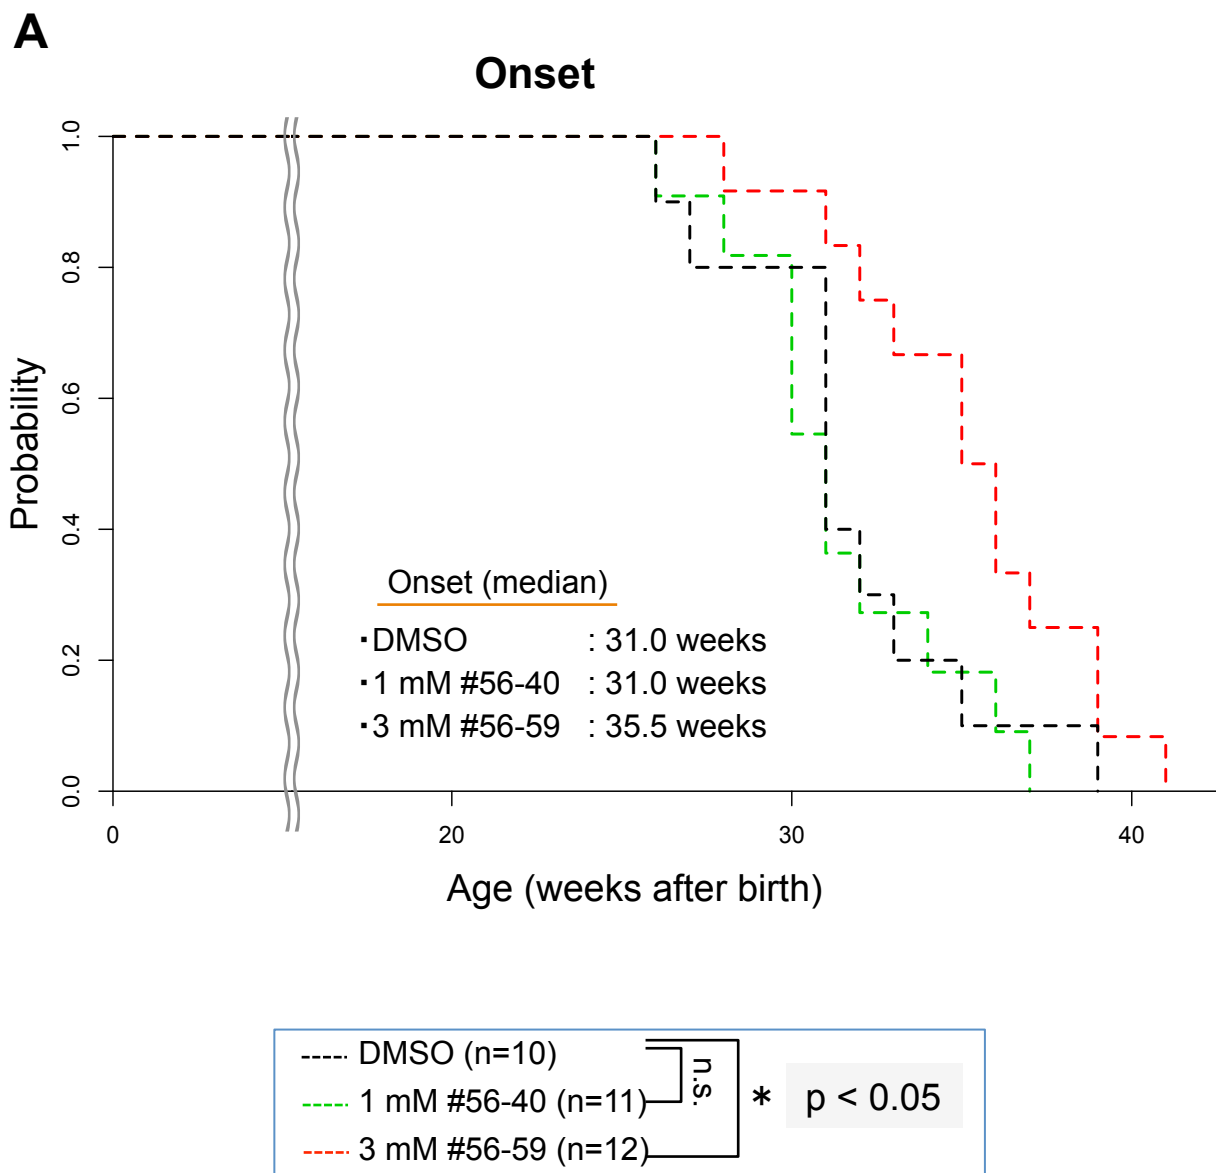 A
Onset
1.0
0.8
0.6
0.4
0.2
0.0
Probability
Onset (median)
·DMSO : 31.0 weeks
·1 mM #56-40 : 31.0 weeks
·3 mM #56-59 : 35.5 weeks
0 20 30 40
Age (weeks after birth)
DMSO (n=10)
1 mM #56-40 (n=11)
3 mM #56-59 (n=12)
n.s.
* p < 0.05